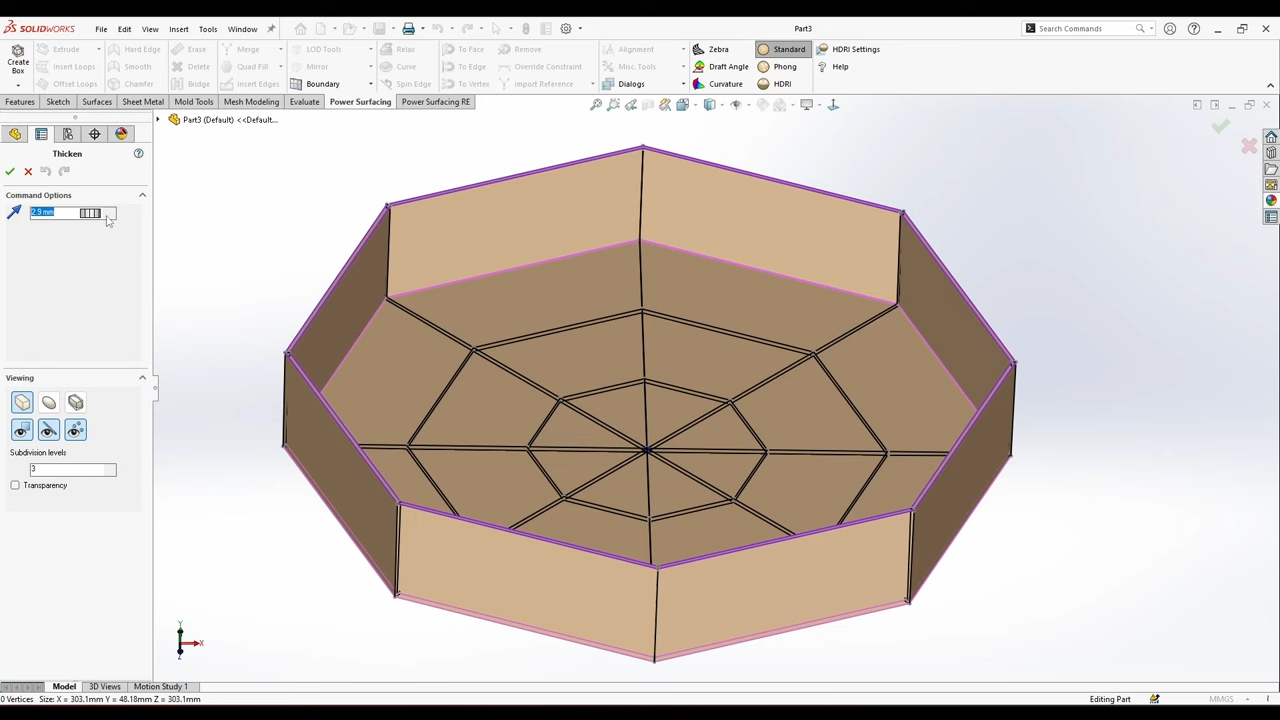 SOLIDWORKS File Edit View Insert Tools Window Part3 Search Commands
Create Box
Extrude Hard Edge Erase Merge LOD Tools Relax To Face Remove Alignment Zebra Standard HDRI Settings
Insert Loops Smooth Delete Quad Fill Mirror Curve To Edge Override Constraint Misc. Tools Draft Angle Phong Help
Offset Loops Chamfer Bridge Insert Edges Boundary Spin Edge To Vertex Import Reference Dialogs Curvature HDRI
Features Sketch Surfaces Sheet Metal Mold Tools Mesh Modeling Evaluate Power Surfacing Power Surfacing RE
Part3 (Default) <<Default...
Thicken
Command Options
2.9 mm
Viewing
Subdivision levels
3
Transparency
Y
X
Z
Model 3D Views Motion Study 1
0 Vertices Size: X = 303.1mm Y = 48.18mm Z = 303.1mm Editing Part MMGS